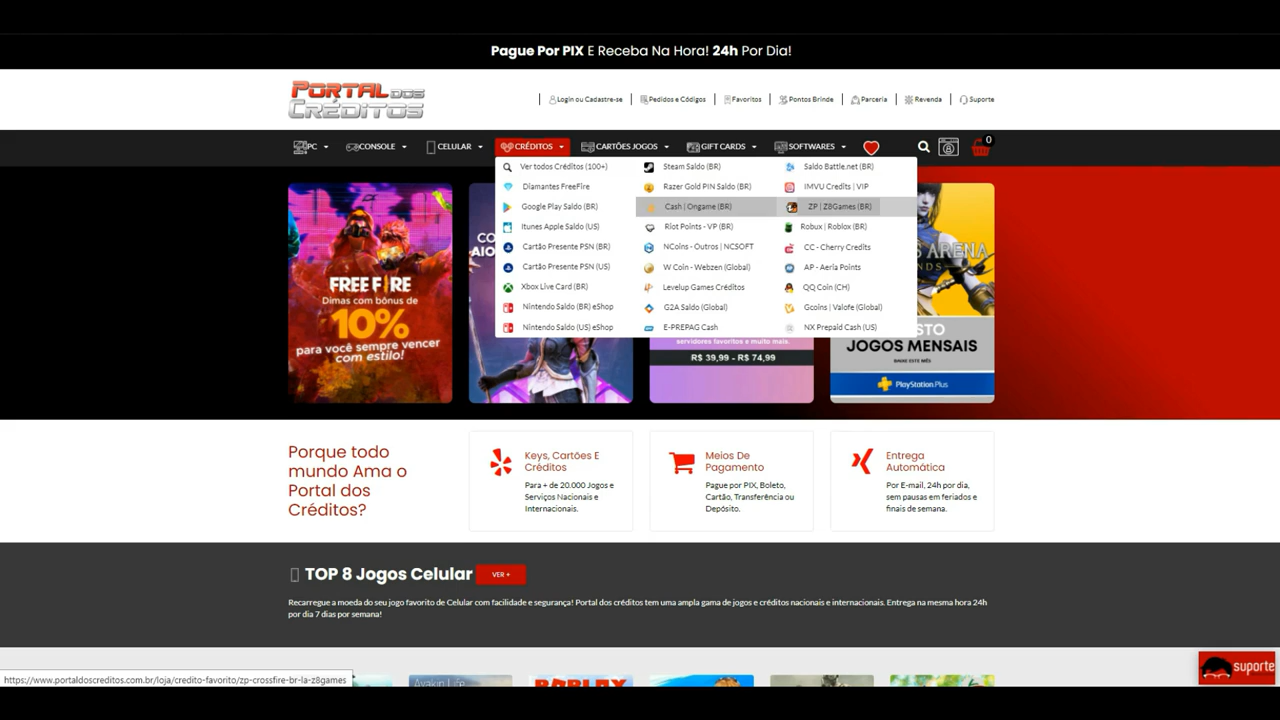 Pague Por PIX E Receba Na Hora! 24h Por Dia!
PORTAL DOS
CRÉDITOS
Login ou Cadastre-se
Pedidos e Códigos
Favoritos
Pontos Brinde
Parceria
Revenda
Suporte
PC
CONSOLE
CELULAR
CRÉDITOS
CARTÕES JOGOS
GIFT CARDS
SOFTWARES
0
Ver todos Créditos (100+)
Diamantes FreeFire
Google Play Saldo (BR)
Itunes Apple Saldo (US)
Cartão Presente PSN (BR)
Cartão Presente PSN (US)
Xbox Live Card (BR)
Nintendo Saldo (BR) eShop
Nintendo Saldo (US) eShop
Steam Saldo (BR)
Razer Gold PIN Saldo (BR)
Cash | Ongame (BR)
Riot Points - VP (BR)
NCoins - Outros | NCSOFT
W Coin - Webzen (Global)
Levelup Games Créditos
G2A Saldo (Global)
E-PREPAG Cash
Saldo Battle.net (BR)
IMVU Credits | VIP
ZP | Z8Games (BR)
Robux | Roblox (BR)
CC - Cherry Credits
AP - Aeria Points
QQ Coin (CH)
Gcoins | Valofe (Global)
NX Prepaid Cash (US)
FREE FIRE
Dimas com bônus de
10%
para você sempre vencer
com estilo!
servidores favoritos e muito mais.
R$ 39,99 - R$ 74,99
JOGOS MENSAIS
BAIXE ESTE MÊS
PlayStation Plus
Porque todo
mundo Ama o
Portal dos
Créditos?
Keys, Cartões E
Créditos
Para + de 20.000 Jogos e
Serviços Nacionais e
Internacionais.
Meios De
Pagamento
Pague por PIX, Boleto,
Cartão, Transferência ou
Depósito.
Entrega
Automática
Por E-mail, 24h por dia,
sem pausas em feriados e
finais de semana.
TOP 8 Jogos Celular
VER +
Recarregue a moeda do seu jogo favorito de Celular com facilidade e segurança! Portal dos créditos tem uma ampla gama de jogos e créditos nacionais e internacionais. Entrega na mesma hora 24h
por dia 7 dias por semana!
suporte
https://www.portaldoscreditos.com.br/loja/credito-favorito/zp-crossfire-br-la-z8games
Avakin Life
ROBLOX